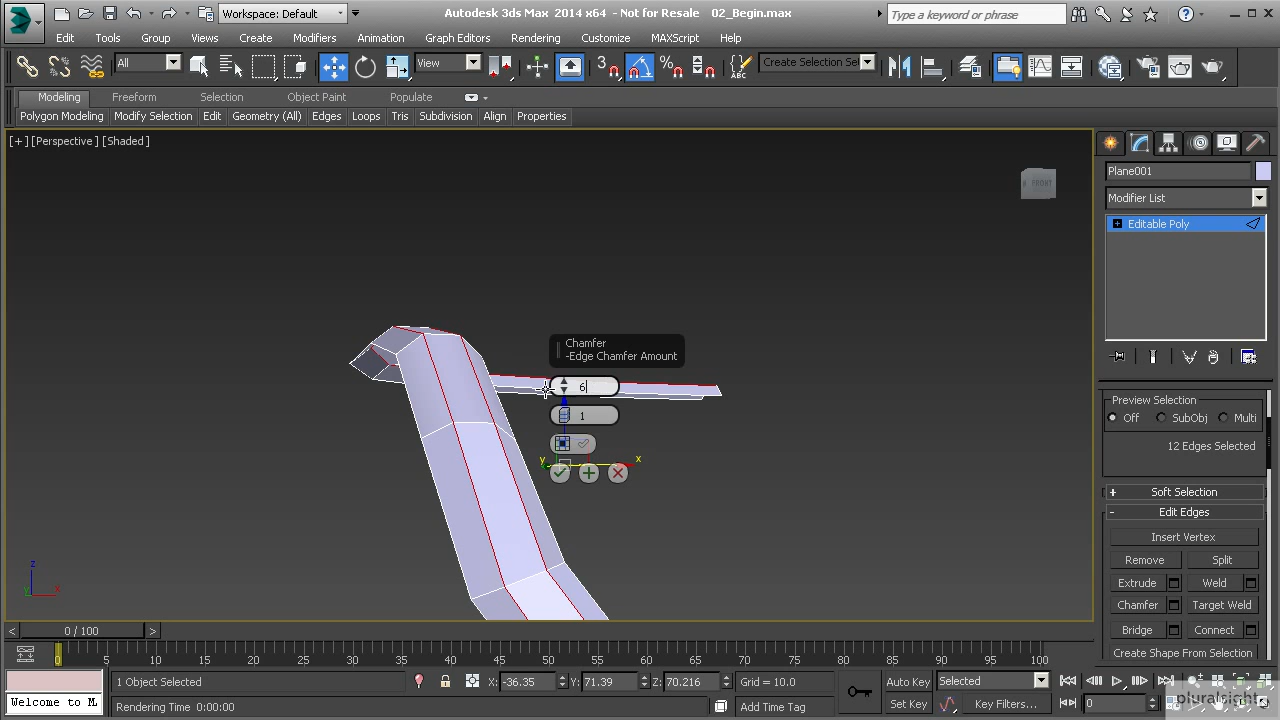 Autodesk 3ds Max 2014 x64 - Not for Resale 02_Begin.max
Workspace: Default
Type a keyword or phrase
Edit Tools Group Views Create Modifiers Animation Graph Editors Rendering Customize MAXScript Help
All
View
3
Create Selection Se
Modeling Freeform Selection Object Paint Populate
Polygon Modeling Modify Selection Edit Geometry (All) Edges Loops Tris Subdivision Align Properties
[+] [Perspective ] [Shaded ]
FRONT
Plane001
Modifier List
Editable Poly
Chamfer
-Edge Chamfer Amount
6
1
y
x
z
y
x
Preview Selection
Off SubObj Multi
12 Edges Selected
+ Soft Selection
- Edit Edges
Insert Vertex
Remove Split
Extrude Weld
Chamfer Target Weld
Bridge Connect
Create Shape From Selection
< 0 / 100 >
0 5 10 15 20 25 30 35 40 45 50 55 60 65 70 75 80 85 90 95 100
1 Object Selected
X: -36.35 Y: 71.39 Z: 70.216 Grid = 10.0
Auto Key Selected
Welcome to M
Rendering Time 0:00:00
Add Time Tag
Set Key Key Filters...
0
pluralsight